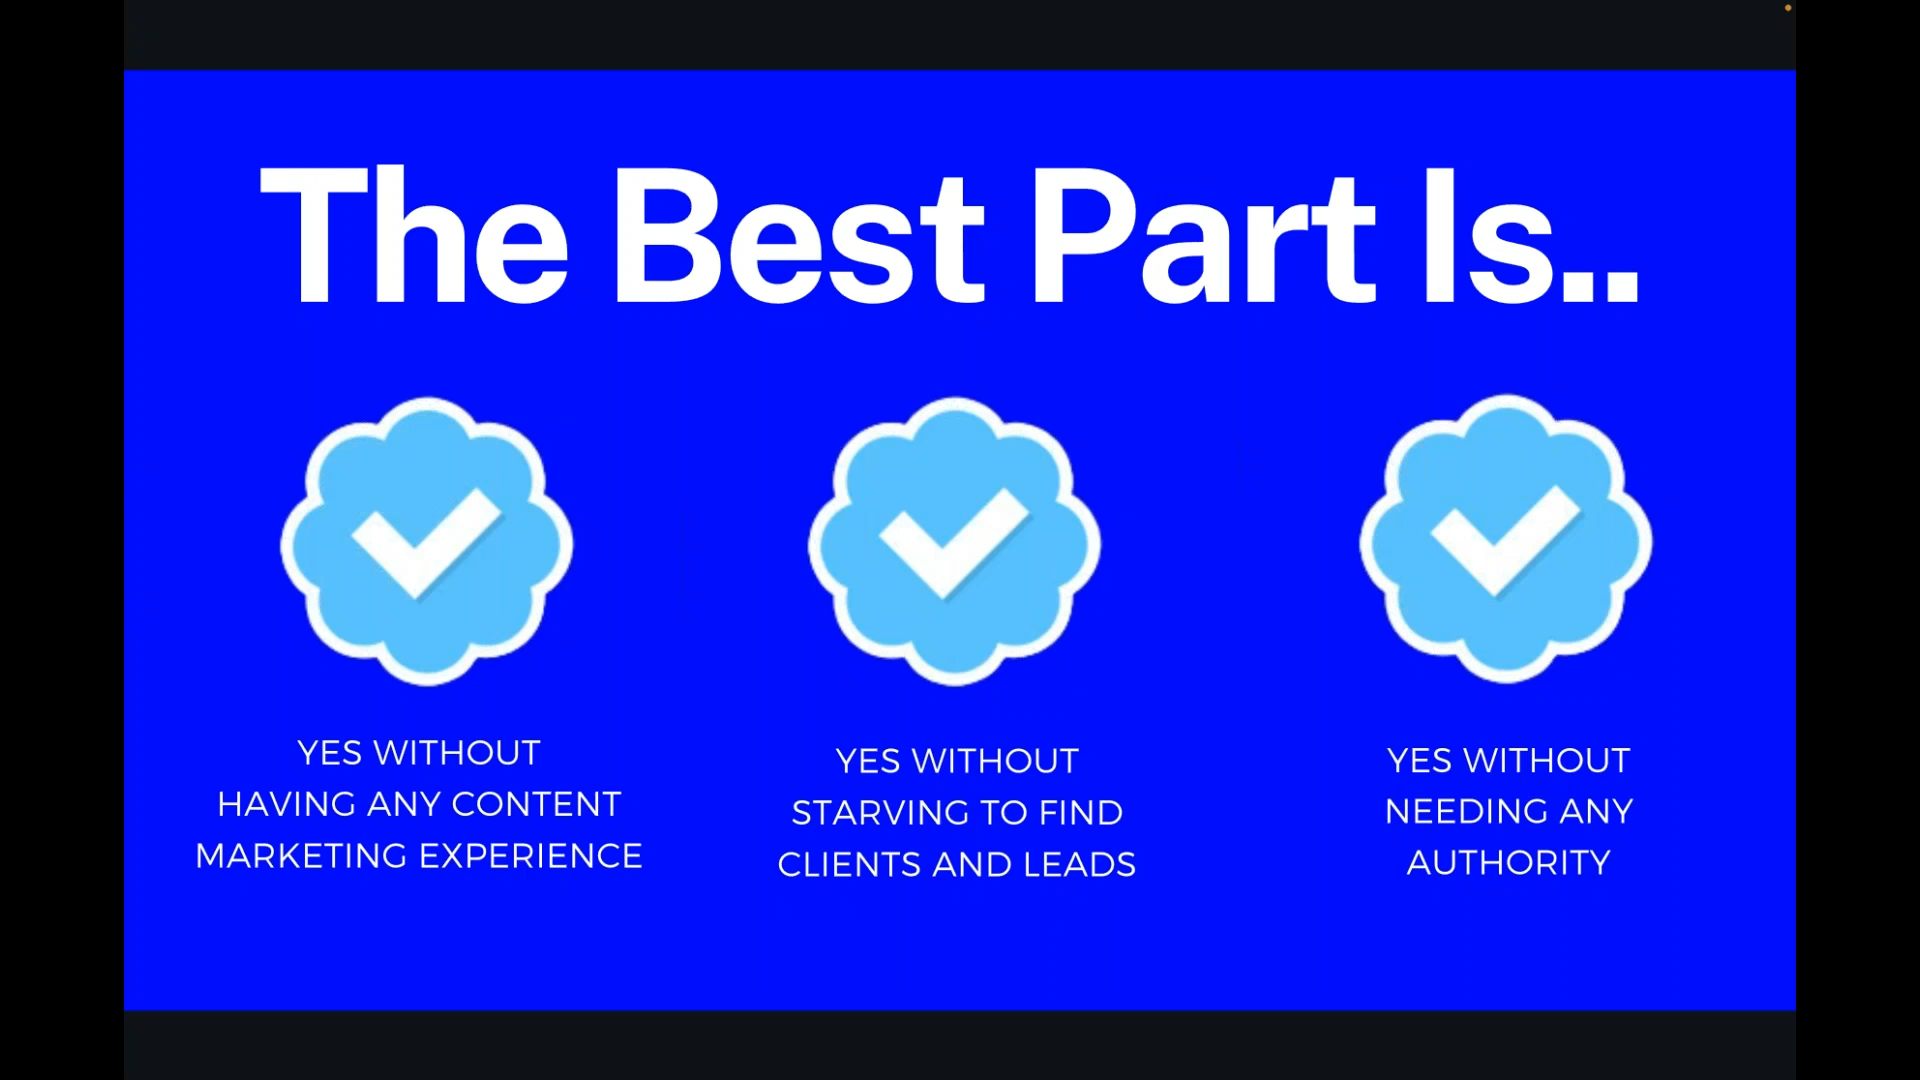 The Best Part Is..
YES WITHOUT
HAVING ANY CONTENT
MARKETING EXPERIENCE
YES WITHOUT
STARVING TO FIND
CLIENTS AND LEADS
YES WITHOUT
NEEDING ANY
AUTHORITY